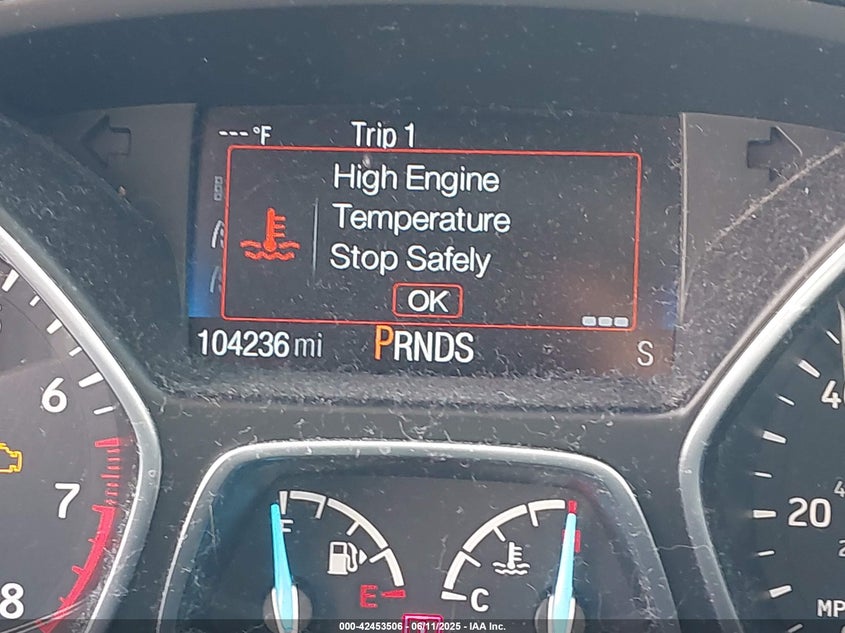 ---°F Trip 1
High Engine
Temperature
Stop Safely
OK
104236 mi PRNDS S
6
7
8
F
E
C
20
MP
000-42453506 - 06/11/2025 - IAA Inc.